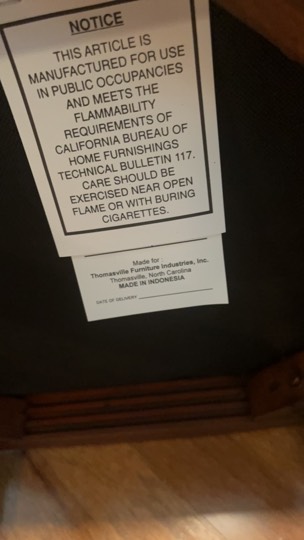 NOTICE
THIS ARTICLE IS
MANUFACTURED FOR USE
IN PUBLIC OCCUPANCIES
AND MEETS THE
FLAMMABILITY
REQUIREMENTS OF
CALIFORNIA BUREAU OF
HOME FURNISHINGS
TECHNICAL BULLETIN 117.
CARE SHOULD BE
EXERCISED NEAR OPEN
FLAME OR WITH BURING
CIGARETTES.
Made for :
Thomasville Furniture Industries, Inc.
Thomasville, North Carolina
MADE IN INDONESIA
DATE OF DELIVERY